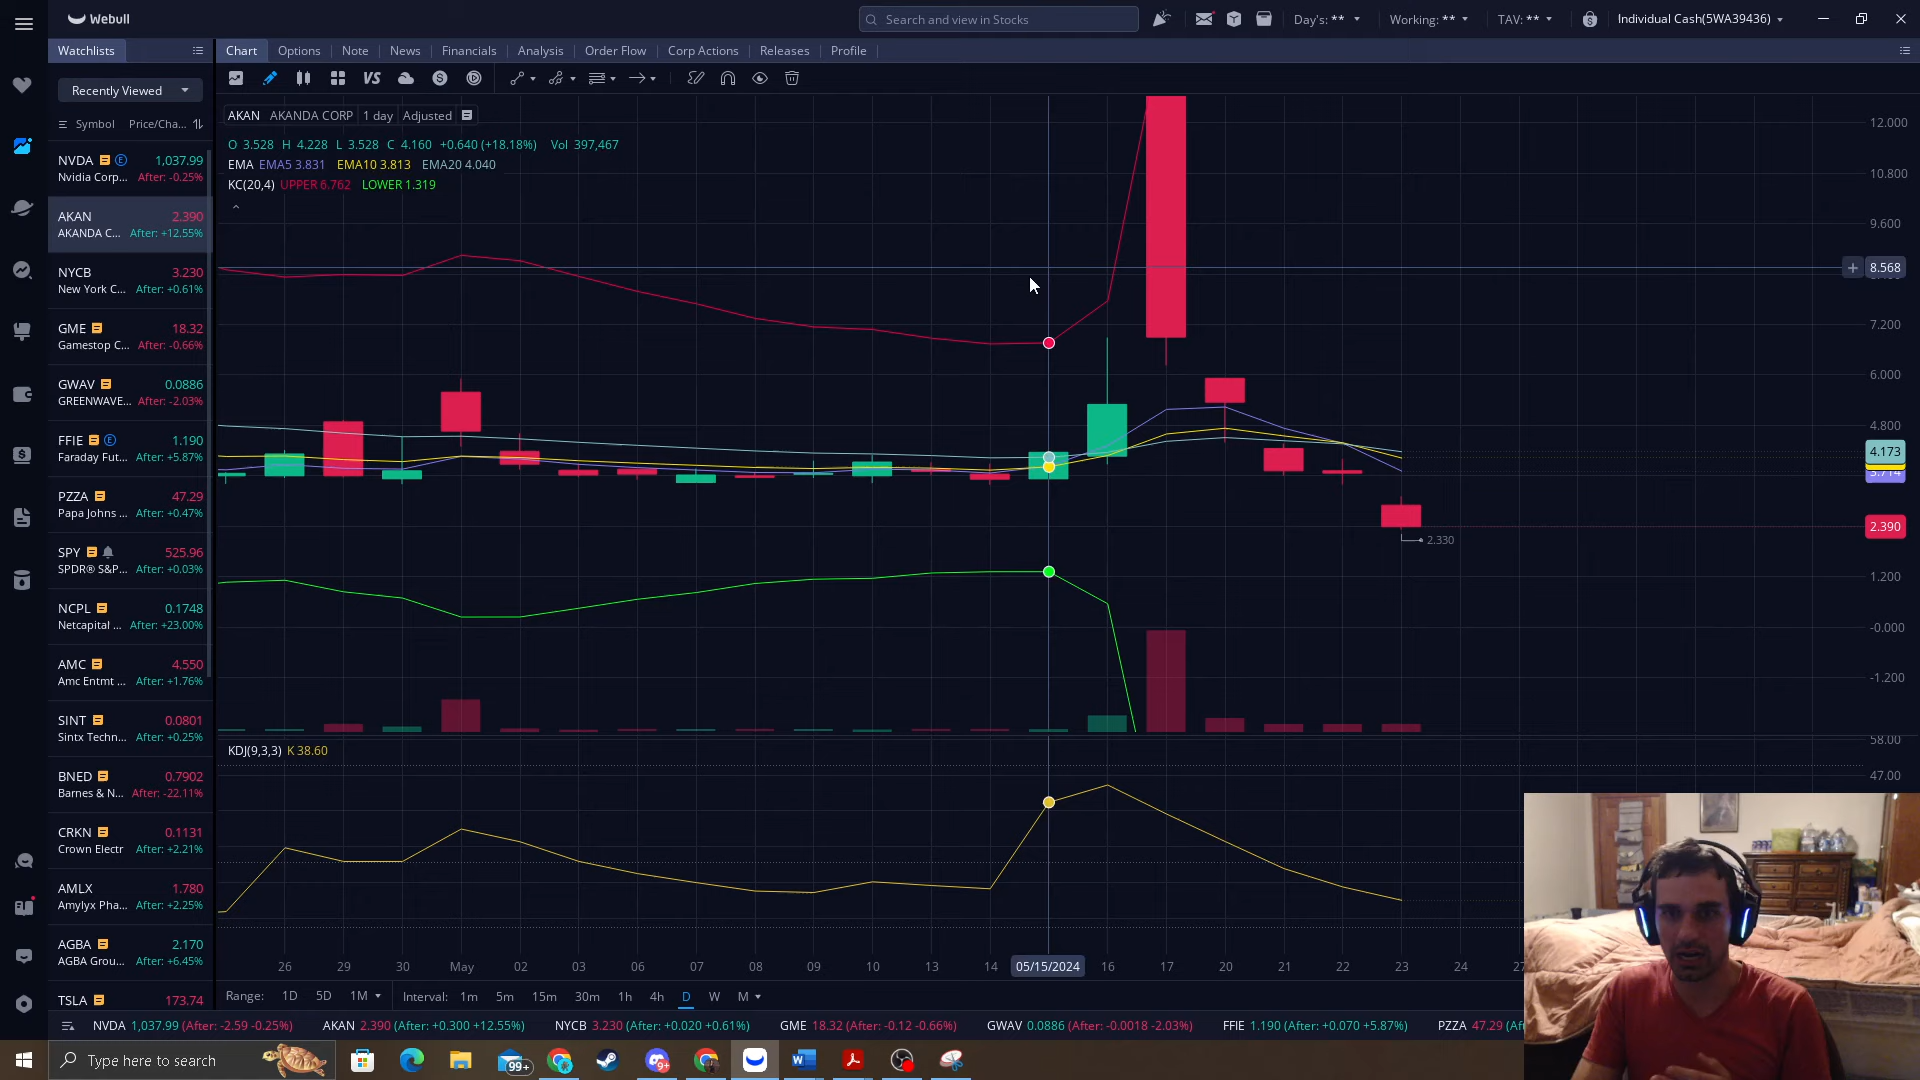 Webull
Search and view in Stocks
Day's: **
Working: **
TAV: **
Individual Cash(5WA39436)
Watchlists
Chart Options Note News Financials Analysis Order Flow Corp Actions Releases Profile
Recently Viewed
VS
S
Symbol Price/Cha...
AKAN AKANDA CORP 1 day Adjusted
O 3.528 H 4.228 L 3.528 C 4.160 +0.640 (+18.18%) Vol 397,467
EMA EMA5 3.831 EMA10 3.813 EMA20 4.040
KC(20,4) UPPER 6.762 LOWER 1.319
NVDA E 1,037.99
Nvidia Corp... After: -0.25%
AKAN 2.390
AKANDA C... After: +12.55%
NYCB 3.230
New York C... After: +0.61%
GME 18.32
Gamestop C... After: -0.66%
GWAV 0.0886
GREENWAVE... After: -2.03%
FFIE E 1.190
Faraday Fut... After: +5.87%
PZZA 47.29
Papa Johns ... After: +0.47%
SPY 525.96
SPDR® S&P... After: +0.03%
NCPL 0.1748
Netcapital ... After: +23.00%
AMC 4.550
Amc Entmt ... After: +1.76%
SINT 0.0801
Sintx Techn... After: +0.25%
BNED 0.7902
Barnes & N... After: -22.11%
CRKN 0.1131
Crown Electr After: +2.21%
AMLX 1.780
Amylyx Pha... After: +2.25%
AGBA 2.170
AGBA Grou... After: +6.45%
TSLA 173.74
12.000
10.800
9.600
8.568
7.200
6.000
4.800
4.173
2.390
2.330
1.200
-0.000
-1.200
58.00
47.00
KDJ(9,3,3) K 38.60
26 29 30 May 02 03 06 07 08 09 10 13 14 05/15/2024 16 17 20 21 22 23 24
Range: 1D 5D 1M Interval: 1m 5m 15m 30m 1h 4h D W M
NVDA 1,037.99 (After: -2.59 -0.25%) AKAN 2.390 (After: +0.300 +12.55%) NYCB 3.230 (After: +0.020 +0.61%) GME 18.32 (After: -0.12 -0.66%) GWAV 0.0886 (After: -0.0018 -2.03%) FFIE 1.190 (After: +0.070 +5.87%) PZZA 47.29
Type here to search
99+
9+